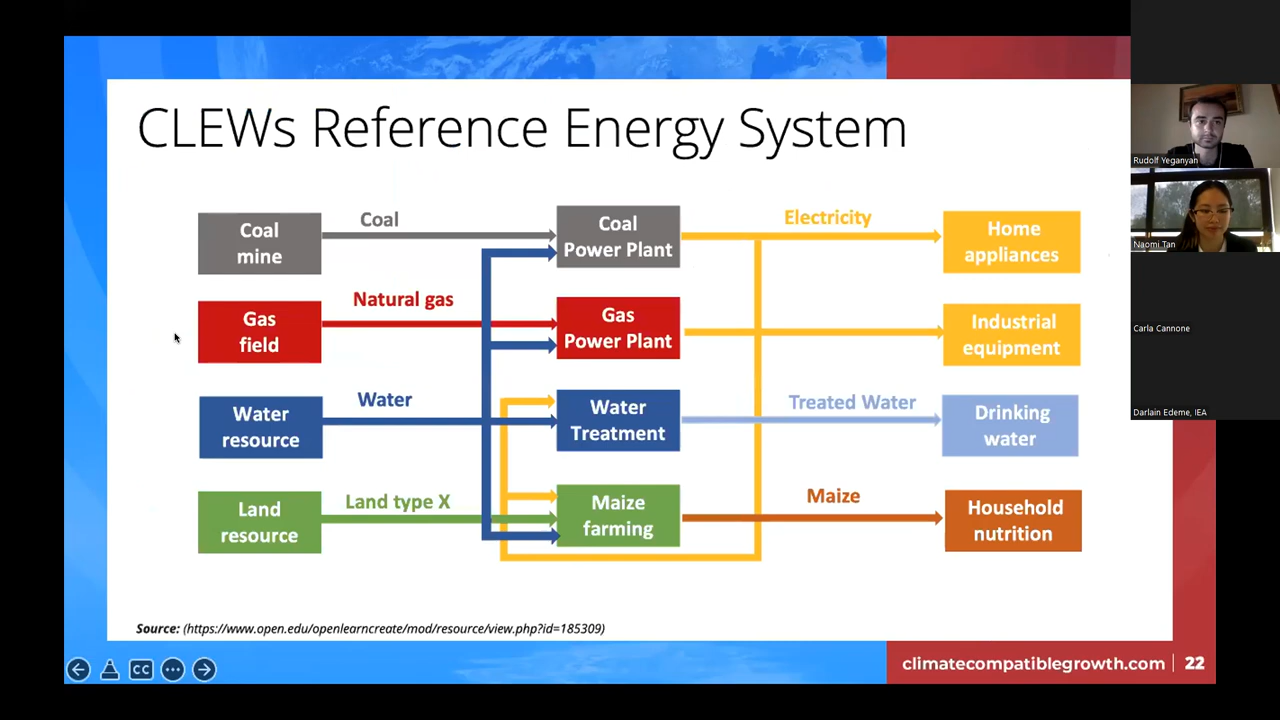 CLEWs Reference Energy System
Coal
mine
Coal
Coal
Power Plant
Electricity
Home
appliances
Gas
field
Natural gas
Gas
Power Plant
Industrial
equipment
Water
resource
Water
Water
Treatment
Treated Water
Drinking
water
Land
resource
Land type X
Maize
farming
Maize
Household
nutrition
Source: (https://www.open.edu/openlearncreate/mod/resource/view.php?id=185309)
CC
climatecompatiblegrowth.com 22
Rudolf Yeganyan
Naomi Tan
Carla Cannone
Darlain Edeme, IEA